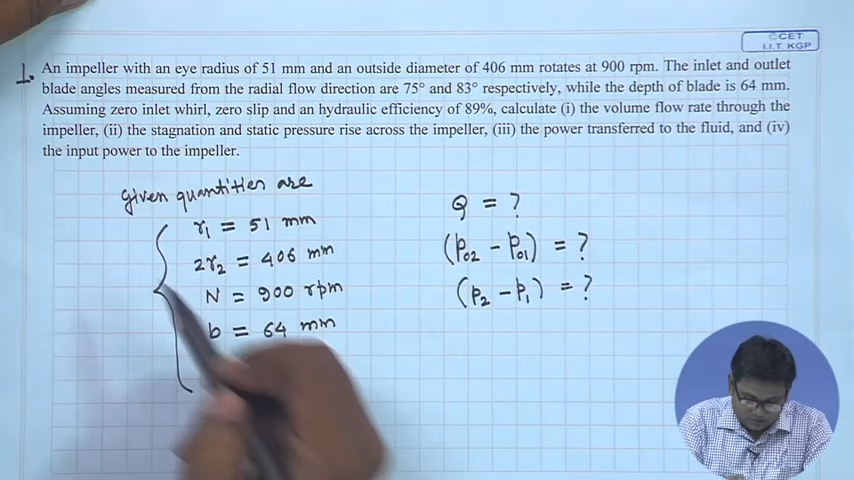 ©CET
I.I.T. KGP
1. An impeller with an eye radius of 51 mm and an outside diameter of 406 mm rotates at 900 rpm. The inlet and outlet
blade angles measured from the radial flow direction are 75° and 83° respectively, while the depth of blade is 64 mm.
Assuming zero inlet whirl, zero slip and an hydraulic efficiency of 89%, calculate (i) the volume flow rate through the
impeller, (ii) the stagnation and static pressure rise across the impeller, (iii) the power transferred to the fluid, and (iv)
the input power to the impeller.
given quantities are
r₁ = 51 mm
2r₂ = 406 mm
N = 900 rpm
b = 64 mm
Q = ?
(p₀₂ - p₀₁) = ?
(p₂ - p₁) = ?